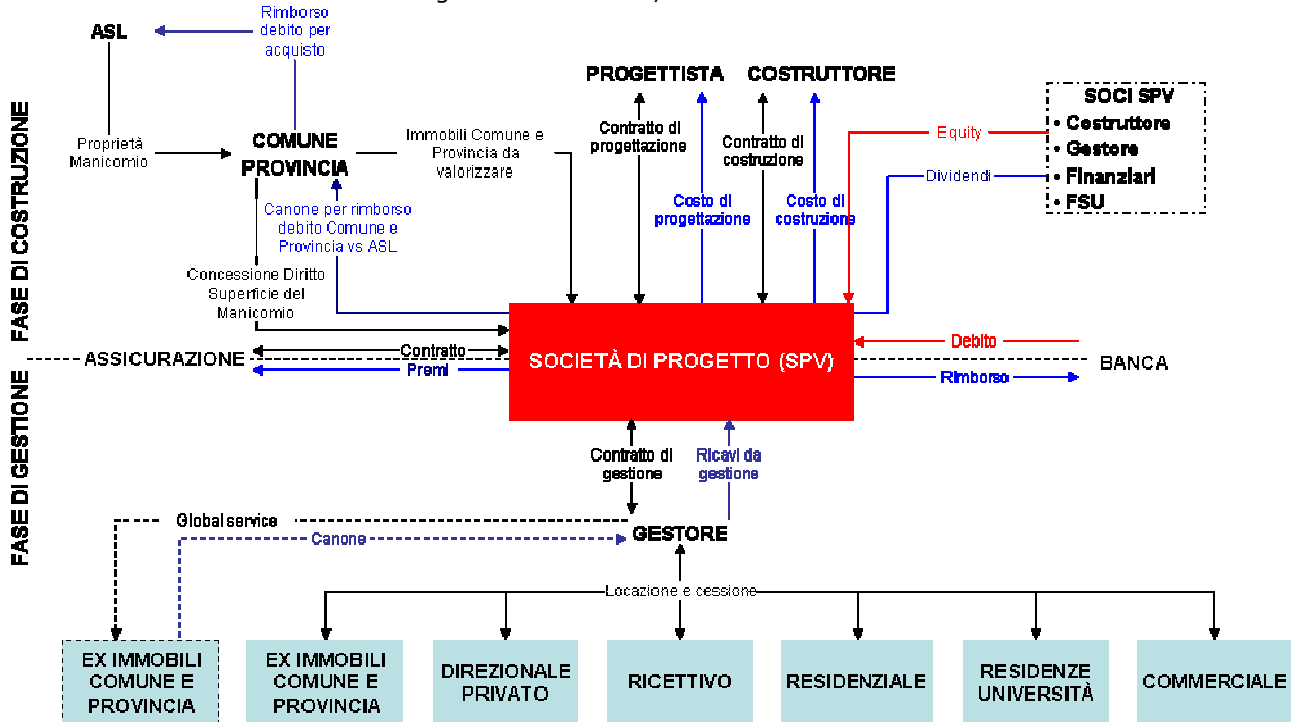 ASL
Rimborso
debito per
acquisto
PROGETTISTA
COSTRUTTORE
SOCI SPV
• Costruttore
• Gestore
• Finanziari
• FSU
FASE DI COSTRUZIONE
Proprietà
Manicomio
COMUNE
PROVINCIA
Immobili Comune e
Provincia da
valorizzare
Contratto di
progettazione
Contratto di
costruzione
Equity
Dividendi
Canone per rimborso
debito Comune e
Provincia vs ASL
Costo di
progettazione
Costo di
costruzione
Concessione Diritto
Superficie del
Manicomio
ASSICURAZIONE
Contratto
Premi
SOCIETÀ DI PROGETTO (SPV)
Debito
Rimborso
BANCA
FASE DI GESTIONE
Contratto di
gestione
Ricavi da
gestione
Global service
Canone
GESTORE
Locazione e cessione
EX IMMOBILI
COMUNE E
PROVINCIA
EX IMMOBILI
COMUNE E
PROVINCIA
DIREZIONALE
PRIVATO
RICETTIVO
RESIDENZIALE
RESIDENZE
UNIVERSITÀ
COMMERCIALE